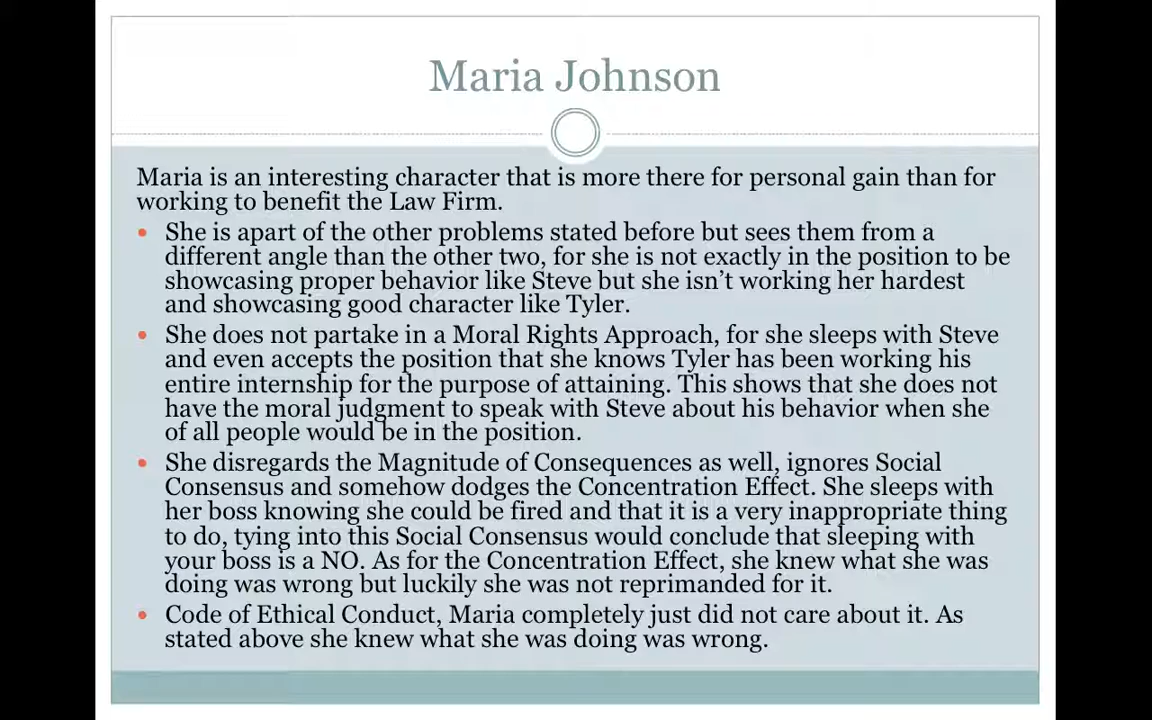 Maria Johnson
Maria is an interesting character that is more there for personal gain than for
working to benefit the Law Firm.
• She is apart of the other problems stated before but sees them from a
different angle than the other two, for she is not exactly in the position to be
showcasing proper behavior like Steve but she isn’t working her hardest
and showcasing good character like Tyler.
• She does not partake in a Moral Rights Approach, for she sleeps with Steve
and even accepts the position that she knows Tyler has been working his
entire internship for the purpose of attaining. This shows that she does not
have the moral judgment to speak with Steve about his behavior when she
of all people would be in the position.
• She disregards the Magnitude of Consequences as well, ignores Social
Consensus and somehow dodges the Concentration Effect. She sleeps with
her boss knowing she could be fired and that it is a very inappropriate thing
to do, tying into this Social Consensus would conclude that sleeping with
your boss is a NO. As for the Concentration Effect, she knew what she was
doing was wrong but luckily she was not reprimanded for it.
• Code of Ethical Conduct, Maria completely just did not care about it. As
stated above she knew what she was doing was wrong.